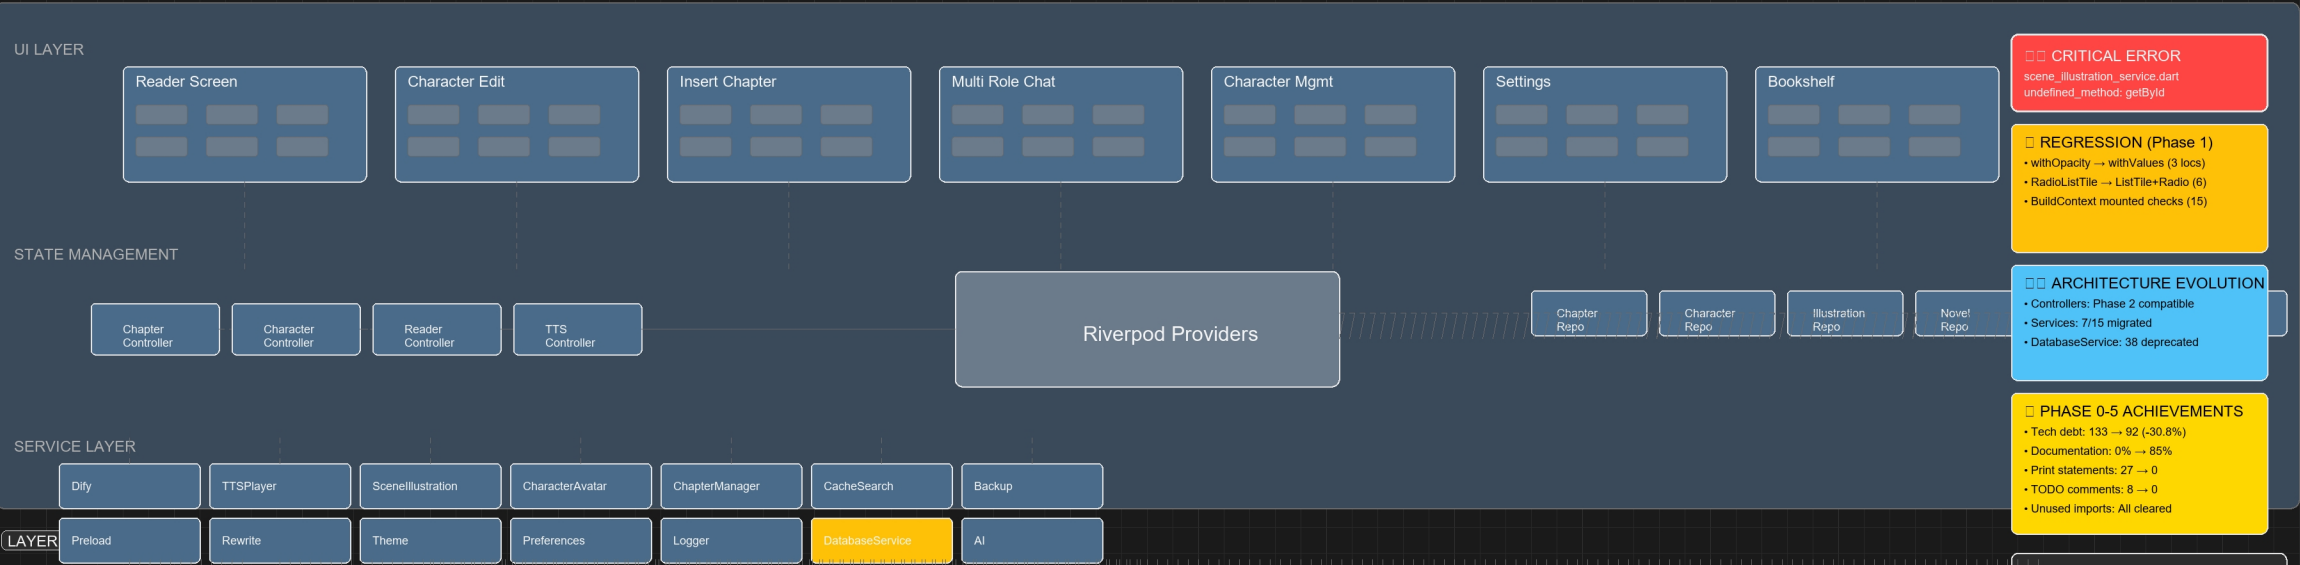 UI LAYER
Reader Screen
Character Edit
Insert Chapter
Multi Role Chat
Character Mgmt
Settings
Bookshelf
CRITICAL ERROR
scene_illustration_service.dart
undefined_method: getById
REGRESSION (Phase 1)
• withOpacity → withValues (3 locs)
• RadioListTile → ListTile+Radio (6)
• BuildContext mounted checks (15)
STATE MANAGEMENT
Chapter
Controller
Character
Controller
Reader
Controller
TTS
Controller
Riverpod Providers
Chapter
Repo
Character
Repo
Illustration
Repo
Novel
Repo
ARCHITECTURE EVOLUTION
• Controllers: Phase 2 compatible
• Services: 7/15 migrated
• DatabaseService: 38 deprecated
PHASE 0-5 ACHIEVEMENTS
• Tech debt: 133 → 92 (-30.8%)
• Documentation: 0% → 85%
• Print statements: 27 → 0
• TODO comments: 8 → 0
• Unused imports: All cleared
SERVICE LAYER
Dify
TTSPlayer
SceneIllustration
CharacterAvatar
ChapterManager
CacheSearch
Backup
LAYER
Preload
Rewrite
Theme
Preferences
Logger
DatabaseService
AI